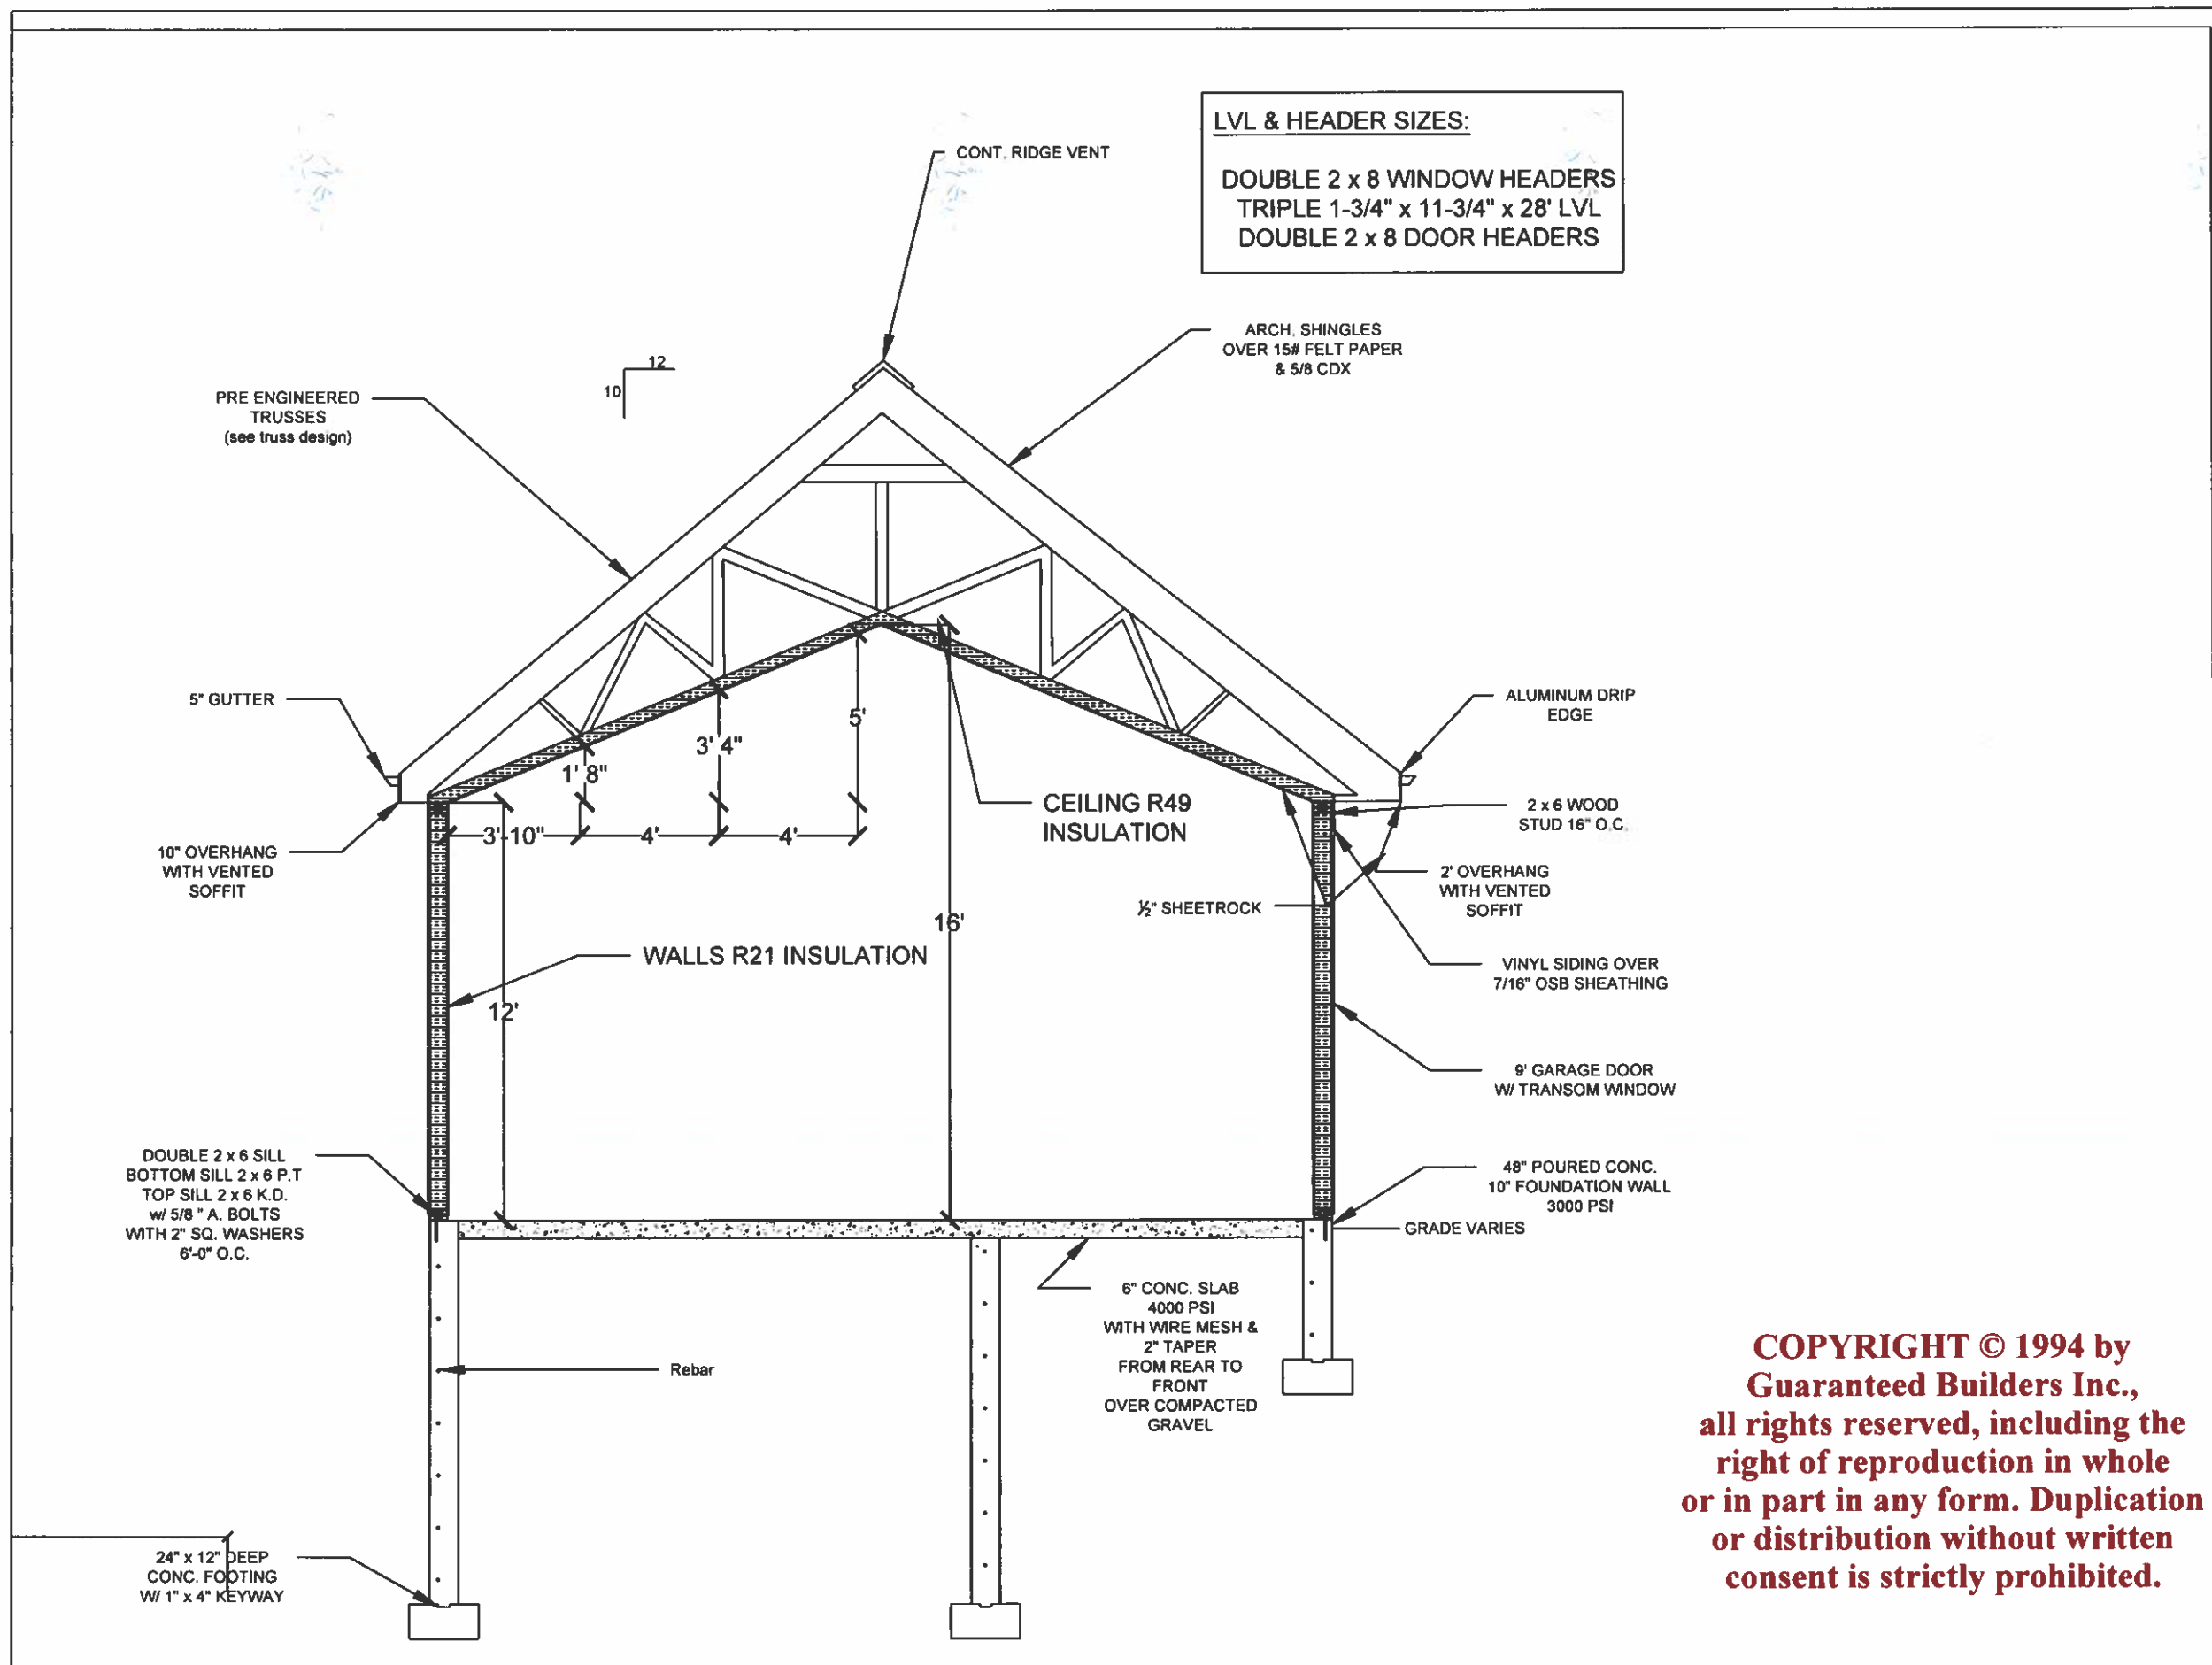 LVL & HEADER SIZES:
DOUBLE 2 x 8 WINDOW HEADERS
TRIPLE 1-3/4" x 11-3/4" x 28' LVL
DOUBLE 2 x 8 DOOR HEADERS
CONT. RIDGE VENT
ARCH. SHINGLES
OVER 15# FELT PAPER
& 5/8 CDX
12
10
PRE ENGINEERED
TRUSSES
(see truss design)
5" GUTTER
ALUMINUM DRIP
EDGE
5'
3' 4"
1' 8"
CEILING R49
INSULATION
2 x 6 WOOD
STUD 16" O.C.
3'-10"
4'
4'
10" OVERHANG
WITH VENTED
SOFFIT
2' OVERHANG
WITH VENTED
SOFFIT
½" SHEETROCK
16'
WALLS R21 INSULATION
VINYL SIDING OVER
7/16" OSB SHEATHING
12'
9' GARAGE DOOR
W/ TRANSOM WINDOW
DOUBLE 2 x 6 SILL
BOTTOM SILL 2 x 6 P.T
TOP SILL 2 x 6 K.D.
w/ 5/8 " A. BOLTS
WITH 2" SQ. WASHERS
6'-0" O.C.
48" POURED CONC.
10" FOUNDATION WALL
3000 PSI
GRADE VARIES
6" CONC. SLAB
4000 PSI
WITH WIRE MESH &
2" TAPER
FROM REAR TO
FRONT
OVER COMPACTED
GRAVEL
Rebar
COPYRIGHT © 1994 by
Guaranteed Builders Inc.,
all rights reserved, including the
right of reproduction in whole
or in part in any form. Duplication
or distribution without written
consent is strictly prohibited.
24" x 12" DEEP
CONC. FOOTING
W/ 1" x 4" KEYWAY